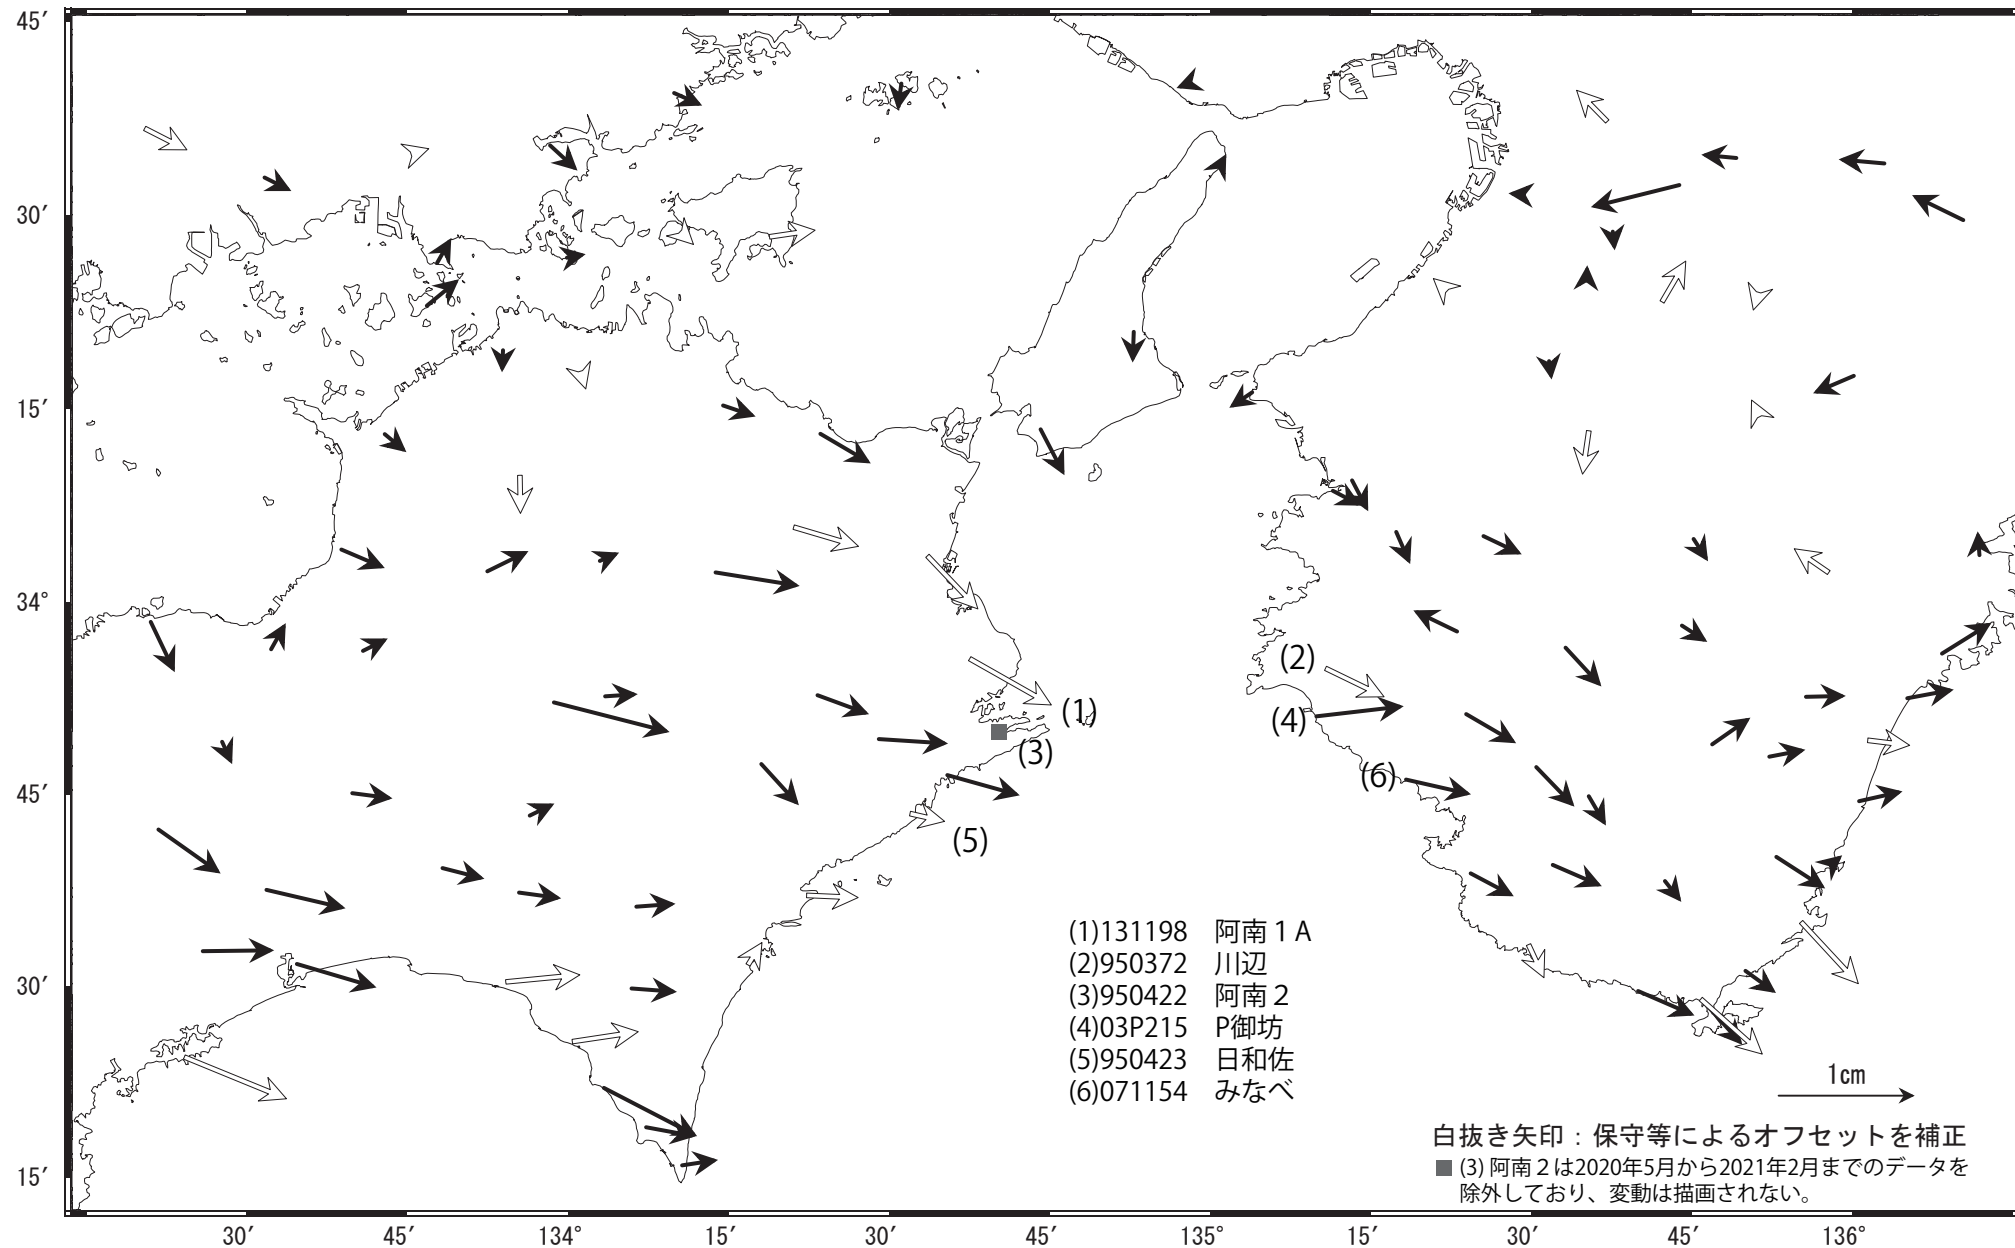 45′
30′
15′
34°
45′
30′
15′
(2)
(1)
(4)
(3)
(6)
(5)
(1)131198 阿南１A
(2)950372 川辺
(3)950422 阿南２
(4)03P215 P御坊
(5)950423 日和佐
(6)071154 みなべ
1cm
白抜き矢印：保守等によるオフセットを補正
(3) 阿南２は2020年5月から2021年2月までのデータを
除外しており、変動は描画されない。
30′ 45′ 134° 15′ 30′ 45′ 135° 15′ 30′ 45′ 136°